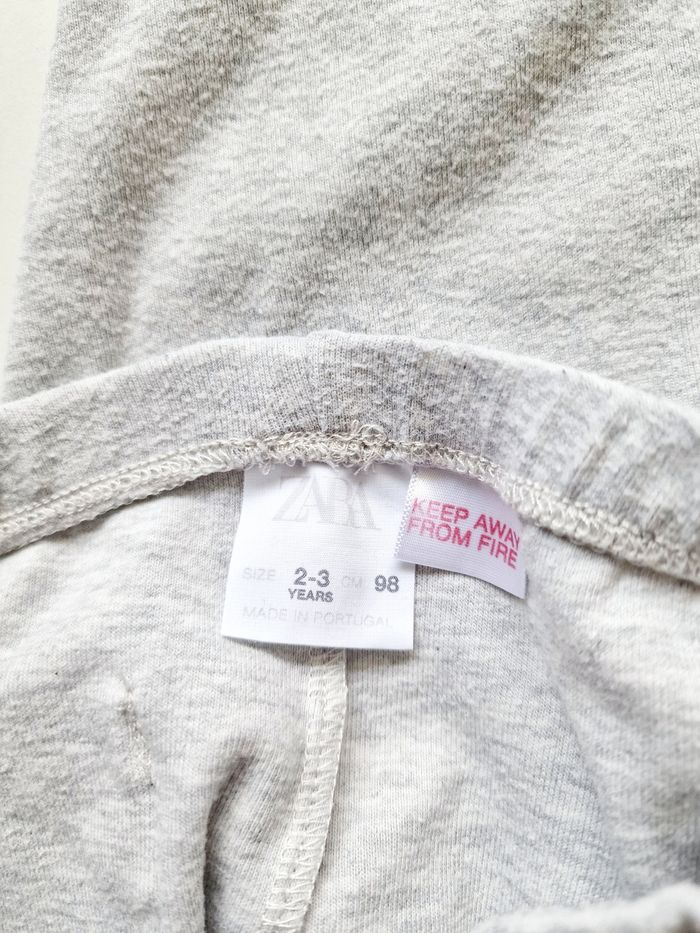 ZARA
SIZE 2-3 CM 98
YEARS
MADE IN PORTUGAL
KEEP AWAY
FROM FIRE